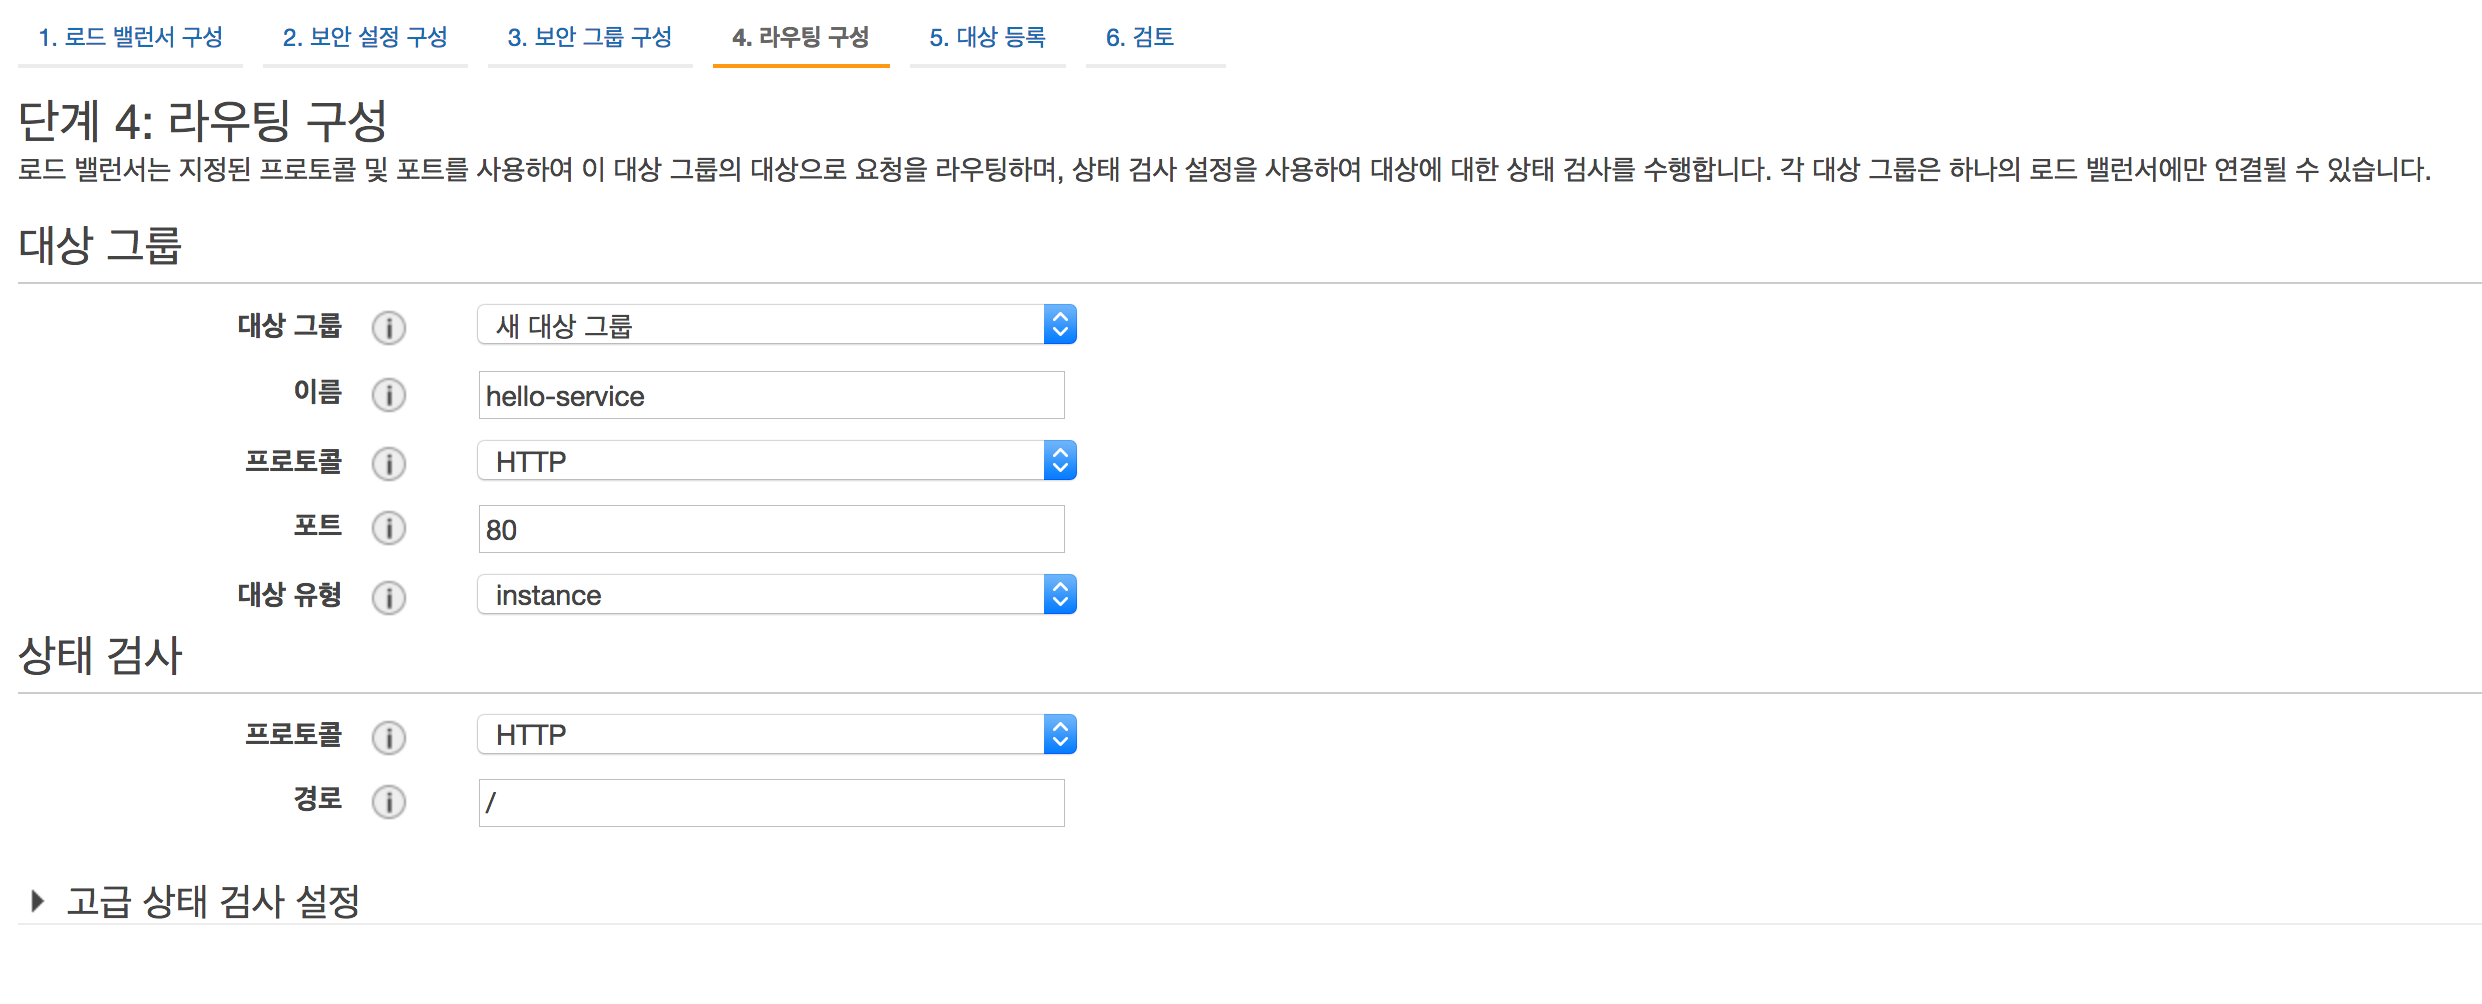 1. 로드 밸런서 구성 2. 보안 설정 구성 3. 보안 그룹 구성 4. 라우팅 구성 5. 대상 등록 6. 검토
단계 4: 라우팅 구성
로드 밸런서는 지정된 프로토콜 및 포트를 사용하여 이 대상 그룹의 대상으로 요청을 라우팅하며, 상태 검사 설정을 사용하여 대상에 대한 상태 검사를 수행합니다. 각 대상 그룹은 하나의 로드 밸런서에만 연결될 수 있습니다.
대상 그룹
대상 그룹 새 대상 그룹
이름 hello-service
프로토콜 HTTP
포트 80
대상 유형 instance
상태 검사
프로토콜 HTTP
경로 /
고급 상태 검사 설정